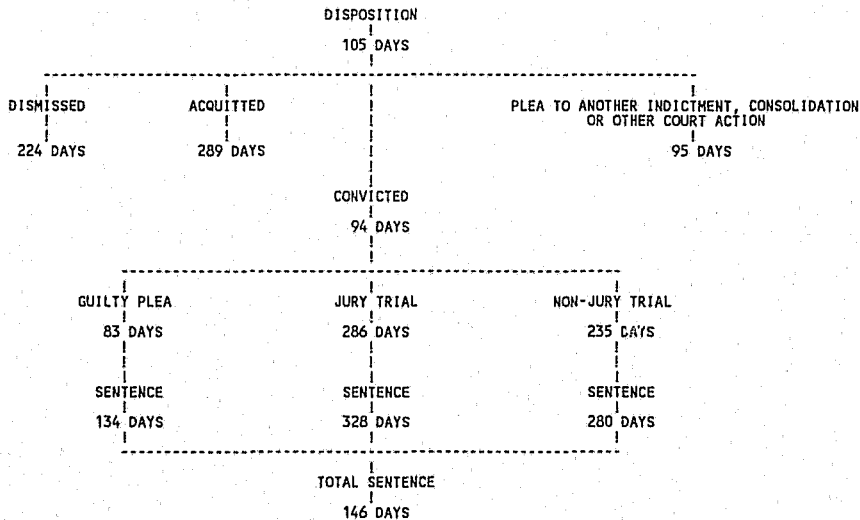 DISPOSITION
105 DAYS
DISMISSED ACQUITTED PLEA TO ANOTHER INDICTMENT, CONSOLIDATION
OR OTHER COURT ACTION
224 DAYS 289 DAYS 95 DAYS
CONVICTED
94 DAYS
GUILTY PLEA JURY TRIAL NON-JURY TRIAL
83 DAYS 286 DAYS 235 DAYS
SENTENCE SENTENCE SENTENCE
134 DAYS 328 DAYS 280 DAYS
TOTAL SENTENCE
146 DAYS